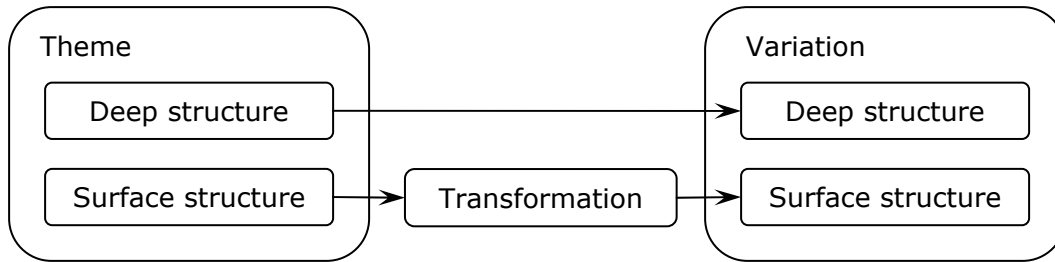 Theme
Variation
Deep structure
Deep structure
Surface structure
Transformation
Surface structure